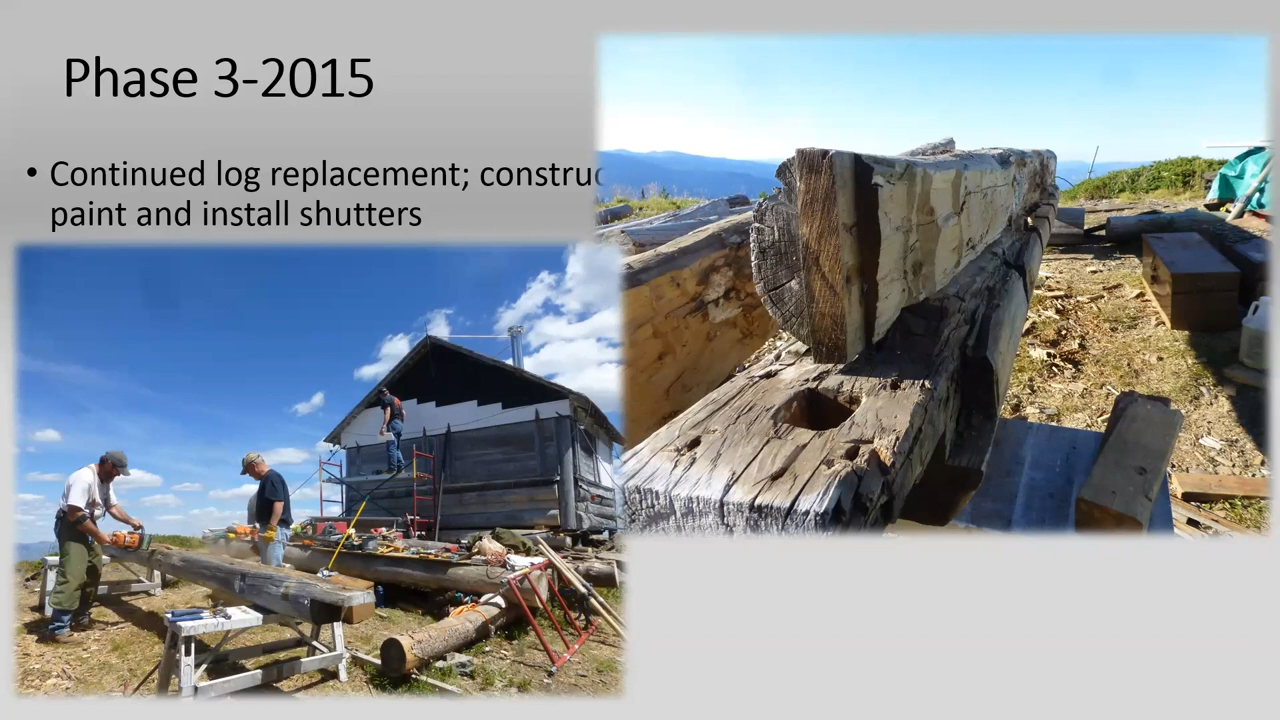 Phase 3-2015
• Continued log replacement; construc
paint and install shutters